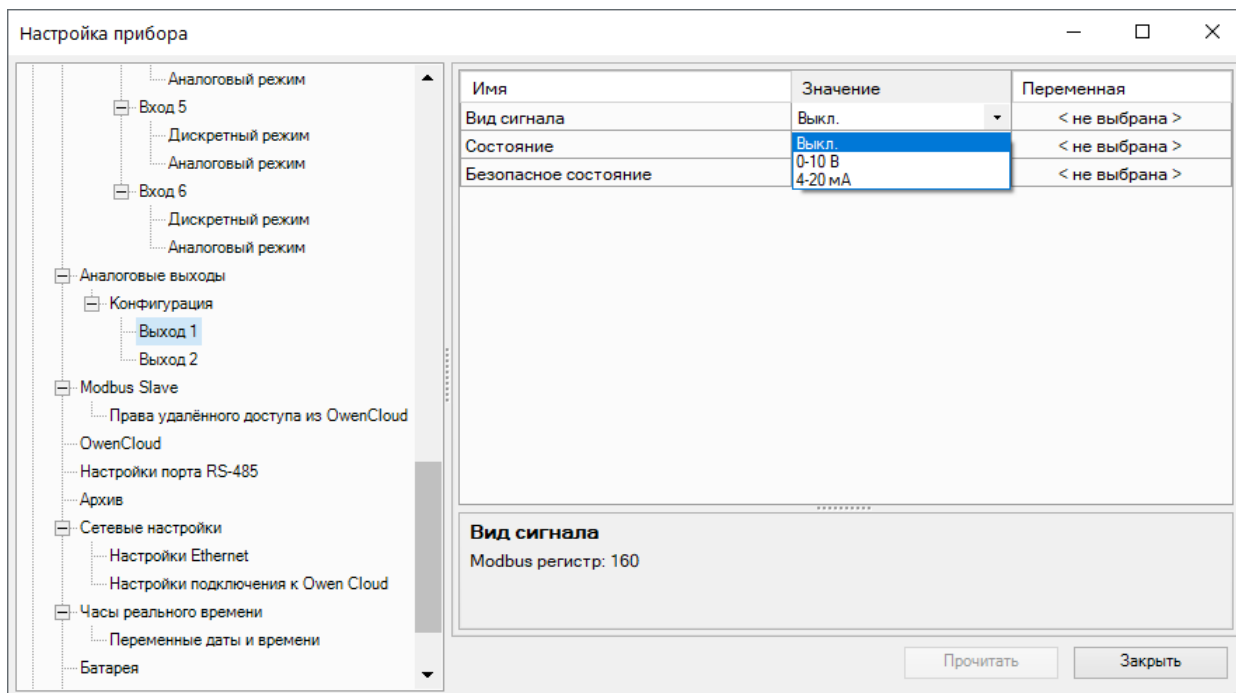 Настройка прибора
Аналоговый режим
Вход 5
Дискретный режим
Аналоговый режим
Вход 6
Дискретный режим
Аналоговый режим
Аналоговые выходы
Конфигурация
Выход 1
Выход 2
Modbus Slave
Права удалённого доступа из OwenCloud
OwenCloud
Настройки порта RS-485
Архив
Сетевые настройки
Настройки Ethernet
Настройки подключения к Owen Cloud
Часы реального времени
Переменные даты и времени
Батарея
Имя Значение Переменная
Вид сигнала Выкл. < не выбрана >
Состояние Выкл. < не выбрана >
0-10 В
Безопасное состояние 4-20 мА < не выбрана >
Вид сигнала
Modbus регистр: 160
Прочитать Закрыть